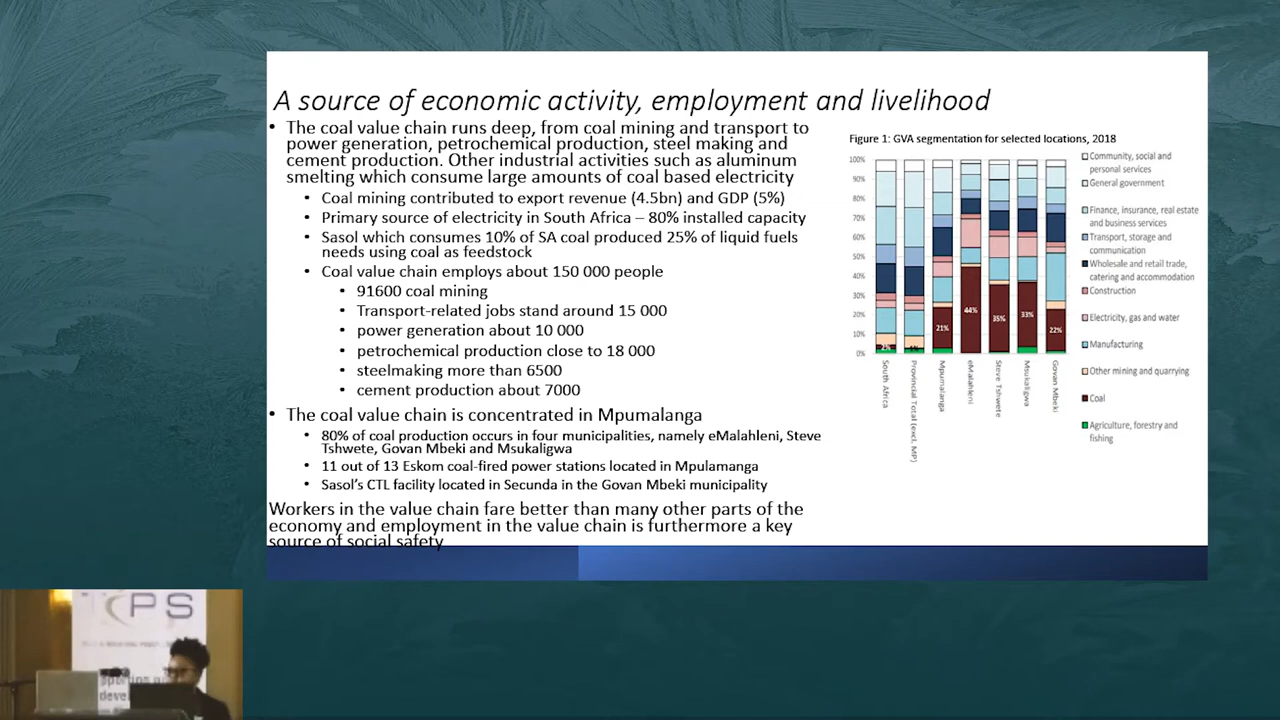 A source of economic activity, employment and livelihood
• The coal value chain runs deep, from coal mining and transport to
power generation, petrochemical production, steel making and
cement production. Other industrial activities such as aluminum
smelting which consume large amounts of coal based electricity
• Coal mining contributed to export revenue (4.5bn) and GDP (5%)
• Primary source of electricity in South Africa – 80% installed capacity
• Sasol which consumes 10% of SA coal produced 25% of liquid fuels
needs using coal as feedstock
• Coal value chain employs about 150 000 people
• 91600 coal mining
• Transport-related jobs stand around 15 000
• power generation about 10 000
• petrochemical production close to 18 000
• steelmaking more than 6500
• cement production about 7000
• The coal value chain is concentrated in Mpumalanga
• 80% of coal production occurs in four municipalities, namely eMalahleni, Steve
Tshwete, Govan Mbeki and Msukaligwa
• 11 out of 13 Eskom coal-fired power stations located in Mpulamanga
• Sasol's CTL facility located in Secunda in the Govan Mbeki municipality
Workers in the value chain fare better than many other parts of the
economy and employment in the value chain is furthermore a key
source of social safety
Figure 1: GVA segmentation for selected locations, 2018
100%
90%
80%
70%
60%
50%
40%
30%
20%
10%
0%
21%
44%
35%
33%
22%
South Africa
Provincial Total (excl. MP)
Mpumalanga
eMalahleni
Steve Tshwete
Msukaligwa
Govan Mbeki
Community, social and
personal services
General government
Finance, insurance, real estate
and business services
Transport, storage and
communication
Wholesale and retail trade,
catering and accommodation
Construction
Electricity, gas and water
Manufacturing
Other mining and quarrying
Coal
Agriculture, forestry and
fishing
PS